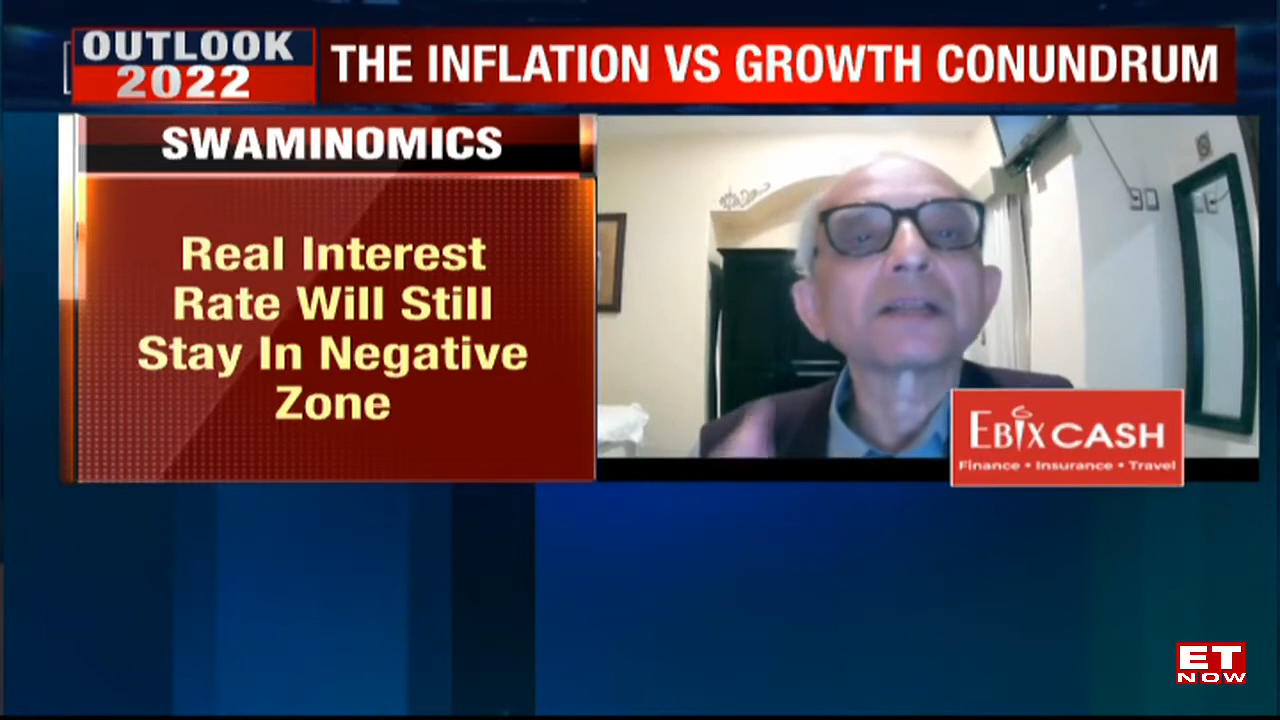 OUTLOOK
2022
THE INFLATION VS GROWTH CONUNDRUM
SWAMINOMICS
Real Interest
Rate Will Still
Stay In Negative
Zone
EBIXCASH
Finance • Insurance • Travel
ET
NOW